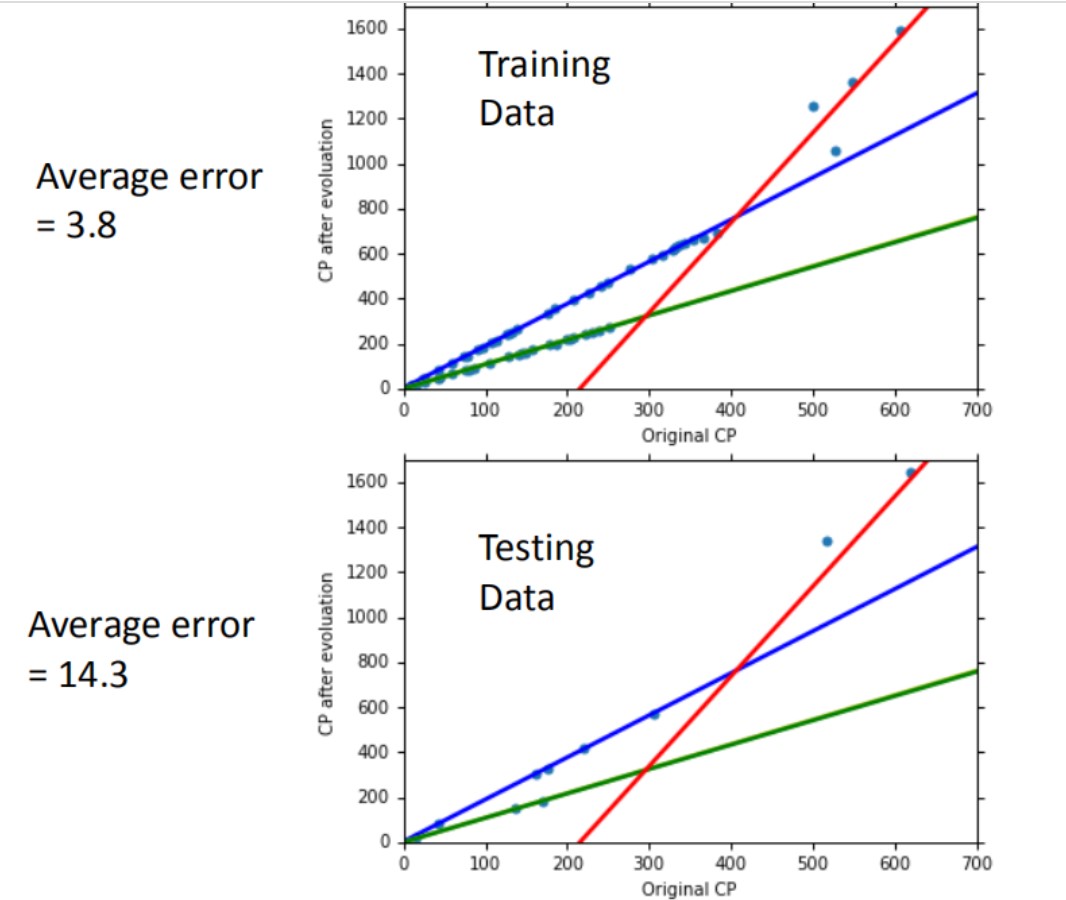 1600
1400
1200
1000
800
600
400
200
0
CP after evoluation
Training
Data
0 100 200 300 400 500 600 700
Original CP
Average error
= 3.8
1600
1400
1200
1000
800
600
400
200
0
CP after evoluation
Testing
Data
0 100 200 300 400 500 600 700
Original CP
Average error
= 14.3